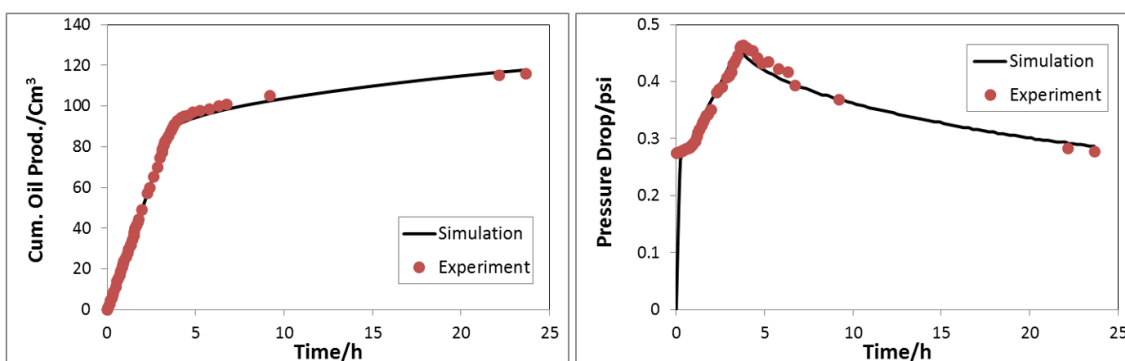 140
120
100
80
60
40
20
0
Cum. Oil Prod./Cm³
Simulation
Experiment
0 5 10 15 20 25
Time/h
0.5
0.4
0.3
0.2
0.1
0
Pressure Drop/psi
Simulation
Experiment
0 5 10 15 20 25
Time/h